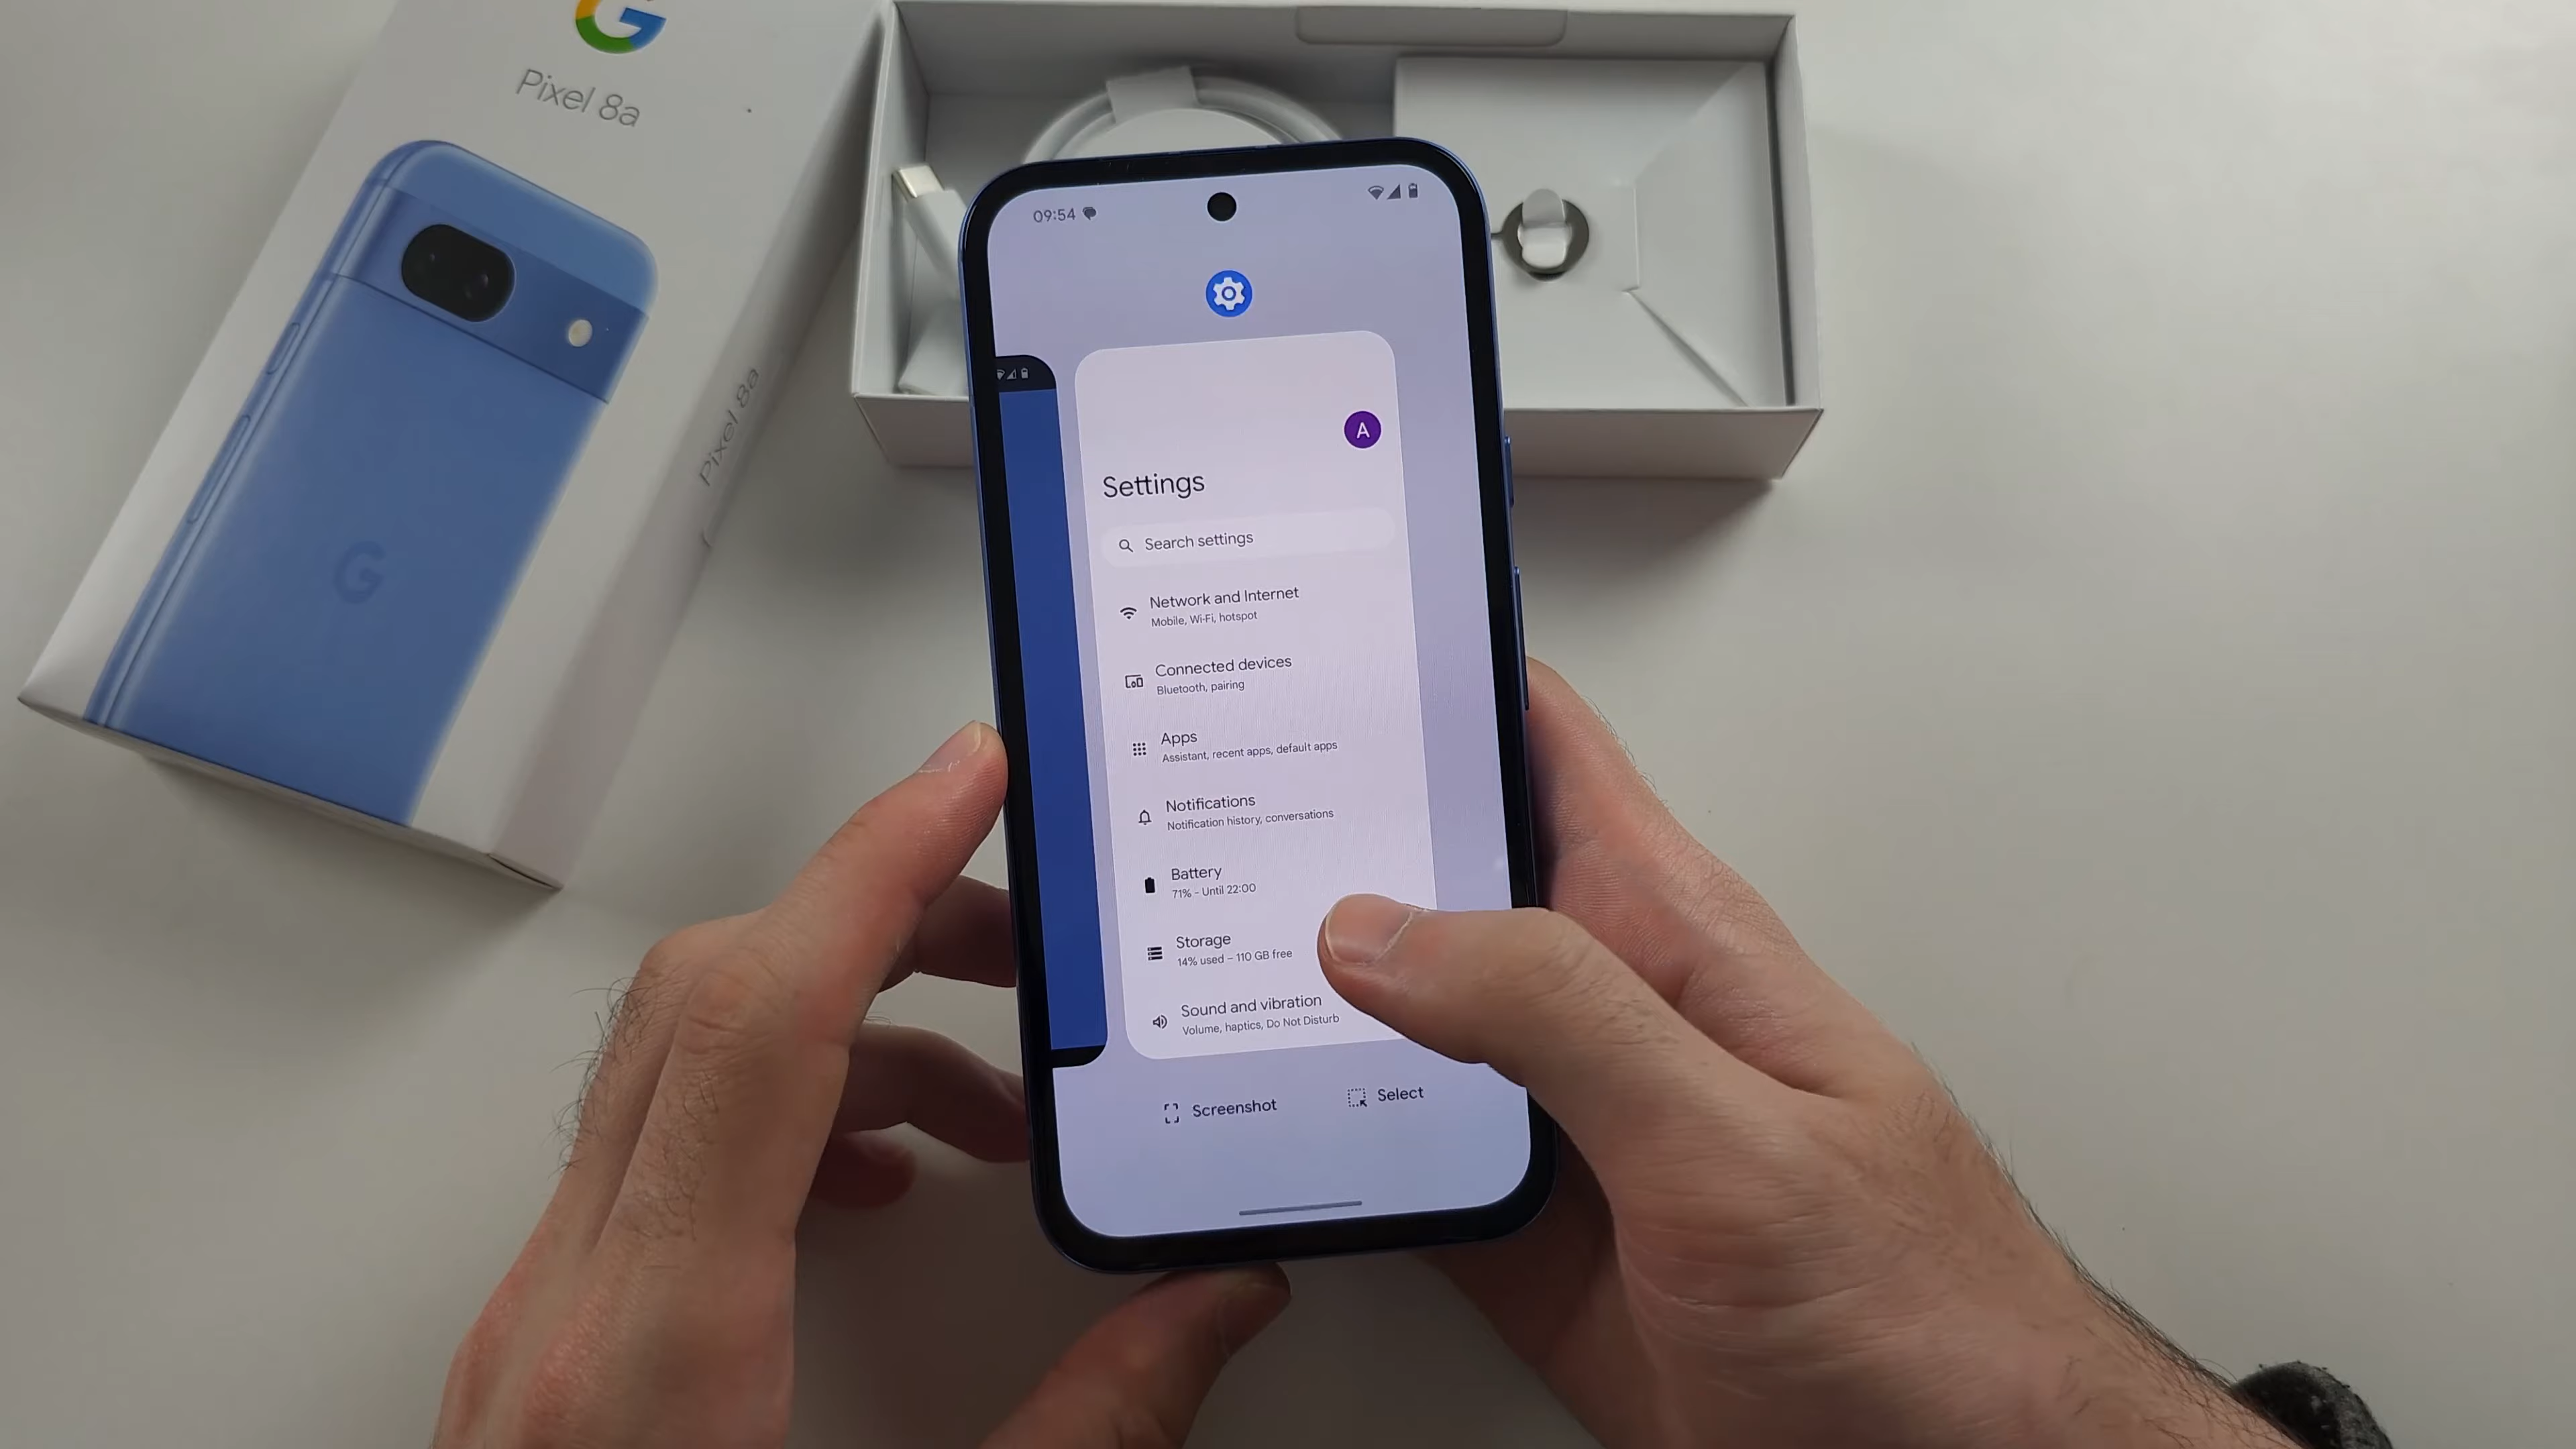 Pixel 8a
Pixel 8a
09:54
A
Settings
Search settings
Network and Internet
Mobile, Wi-Fi, hotspot
Connected devices
Bluetooth, pairing
Apps
Assistant, recent apps, default apps
Notifications
Notification history, conversations
Battery
71% - Until 22:00
Storage
14% used – 110 GB free
Sound and vibration
Volume, haptics, Do Not Disturb
Screenshot
Select